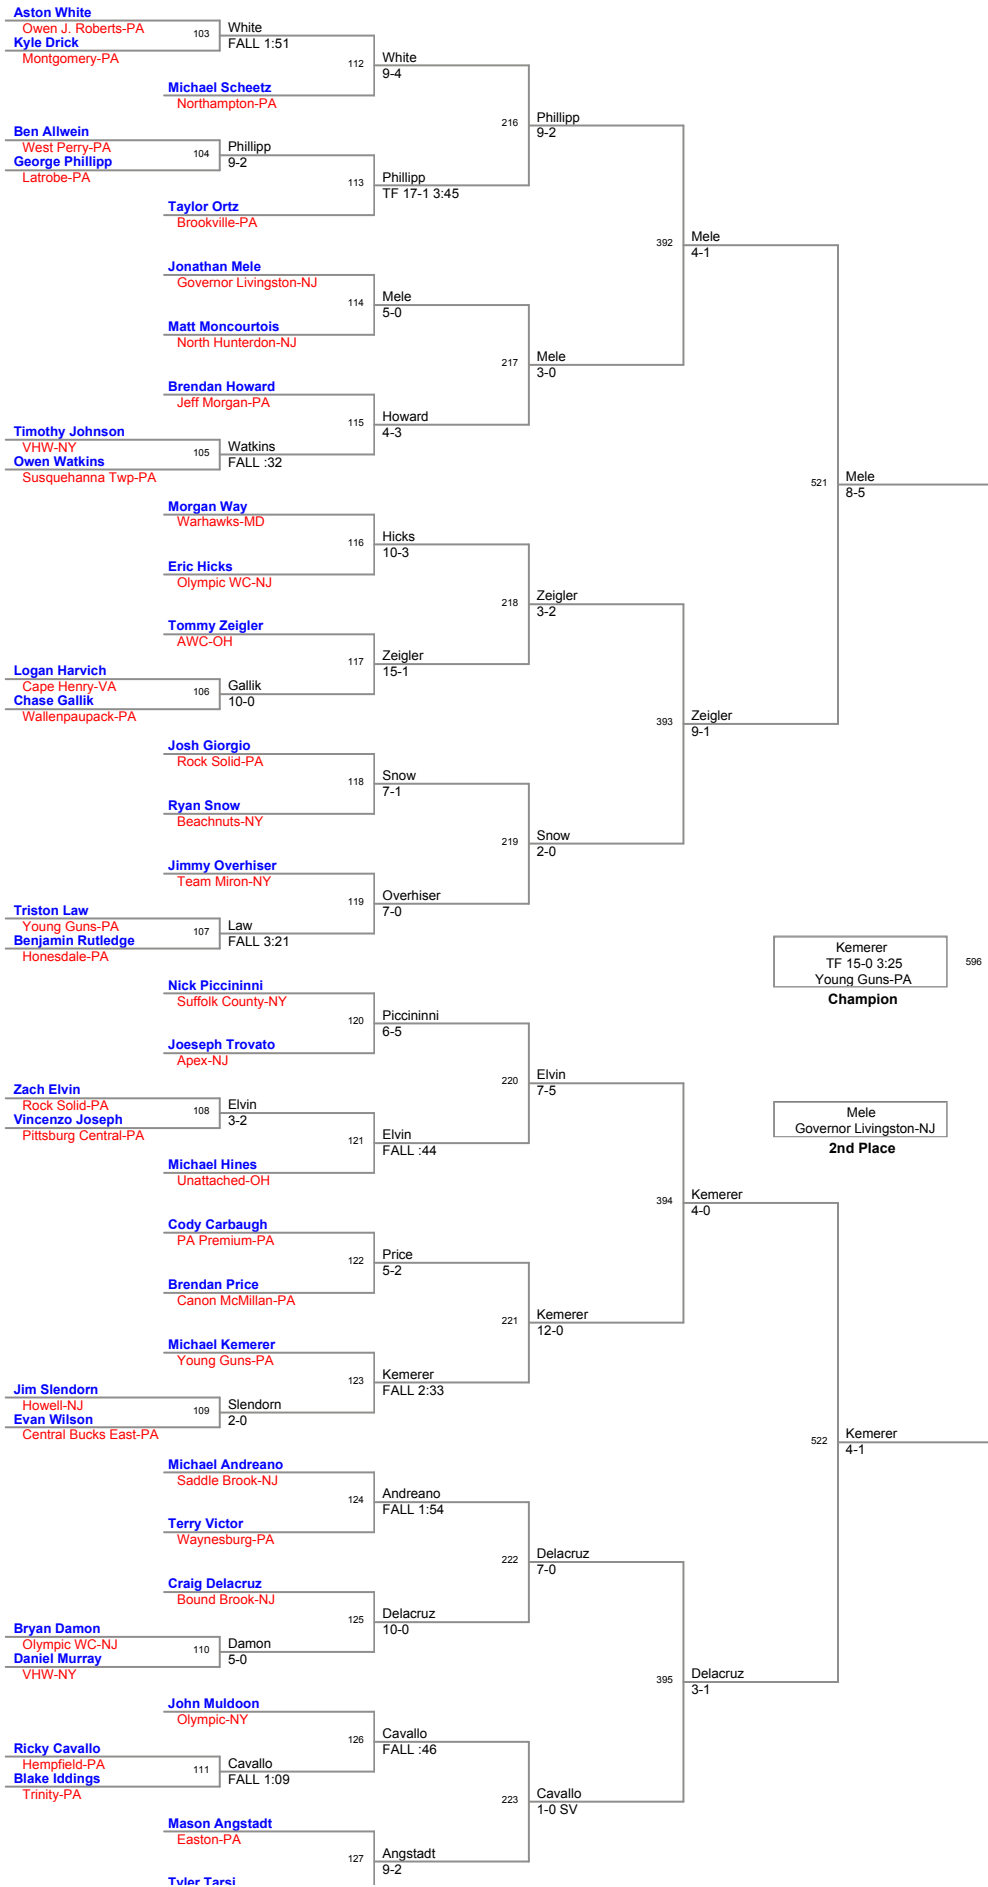 Aston White
Owen J. Roberts-PA
103
White
Kyle Drick
FALL 1:51
Montgomery-PA
112
White
9-4
Michael Scheetz
Northampton-PA
216
Phillipp
9-2
Ben Allwein
West Perry-PA
104
Phillipp
George Phillipp
9-2
Latrobe-PA
113
Phillipp
TF 17-1 3:45
Taylor Ortz
Brookville-PA
392
Mele
4-1
Jonathan Mele
Governor Livingston-NJ
114
Mele
5-0
Matt Moncourtois
North Hunterdon-NJ
217
Mele
3-0
Brendan Howard
Jeff Morgan-PA
115
Howard
4-3
Timothy Johnson
VHW-NY
105
Watkins
Owen Watkins
FALL :32
Susquehanna Twp-PA
521
Mele
8-5
Morgan Way
Warhawks-MD
116
Hicks
10-3
Eric Hicks
Olympic WC-NJ
218
Zeigler
3-2
Tommy Zeigler
AWC-OH
117
Zeigler
15-1
Logan Harvich
Cape Henry-VA
106
Gallik
Chase Gallik
10-0
Wallenpaupack-PA
393
Zeigler
9-1
Josh Giorgio
Rock Solid-PA
118
Snow
7-1
Ryan Snow
Beachnuts-NY
219
Snow
2-0
Jimmy Overhiser
Team Miron-NY
119
Overhiser
7-0
Triston Law
Young Guns-PA
107
Law
Benjamin Rutledge
FALL 3:21
Honesdale-PA
Kemerer
TF 15-0 3:25
596
Young Guns-PA
Champion
Nick Piccininni
Suffolk County-NY
120
Piccininni
6-5
Joeseph Trovato
Apex-NJ
220
Elvin
7-5
Zach Elvin
Rock Solid-PA
108
Elvin
Vincenzo Joseph
3-2
Pittsburg Central-PA
121
Elvin
FALL :44
Michael Hines
Unattached-OH
Mele
Governor Livingston-NJ
2nd Place
394
Kemerer
4-0
Cody Carbaugh
PA Premium-PA
122
Price
5-2
Brendan Price
Canon McMillan-PA
221
Kemerer
12-0
Michael Kemerer
Young Guns-PA
123
Kemerer
FALL 2:33
Jim Slendorn
Howell-NJ
109
Slendorn
Evan Wilson
2-0
Central Bucks East-PA
522
Kemerer
4-1
Michael Andreano
Saddle Brook-NJ
124
Andreano
FALL 1:54
Terry Victor
Waynesburg-PA
222
Delacruz
7-0
Craig Delacruz
Bound Brook-NJ
125
Delacruz
10-0
Bryan Damon
Olympic WC-NJ
110
Damon
Daniel Murray
5-0
VHW-NY
395
Delacruz
3-1
John Muldoon
Olympic-NY
126
Cavallo
FALL :46
Ricky Cavallo
Hempfield-PA
111
Cavallo
Blake Iddings
FALL 1:09
Trinity-PA
223
Cavallo
1-0 SV
Mason Angstadt
Easton-PA
127
Angstadt
9-2
Tyler Tarsi